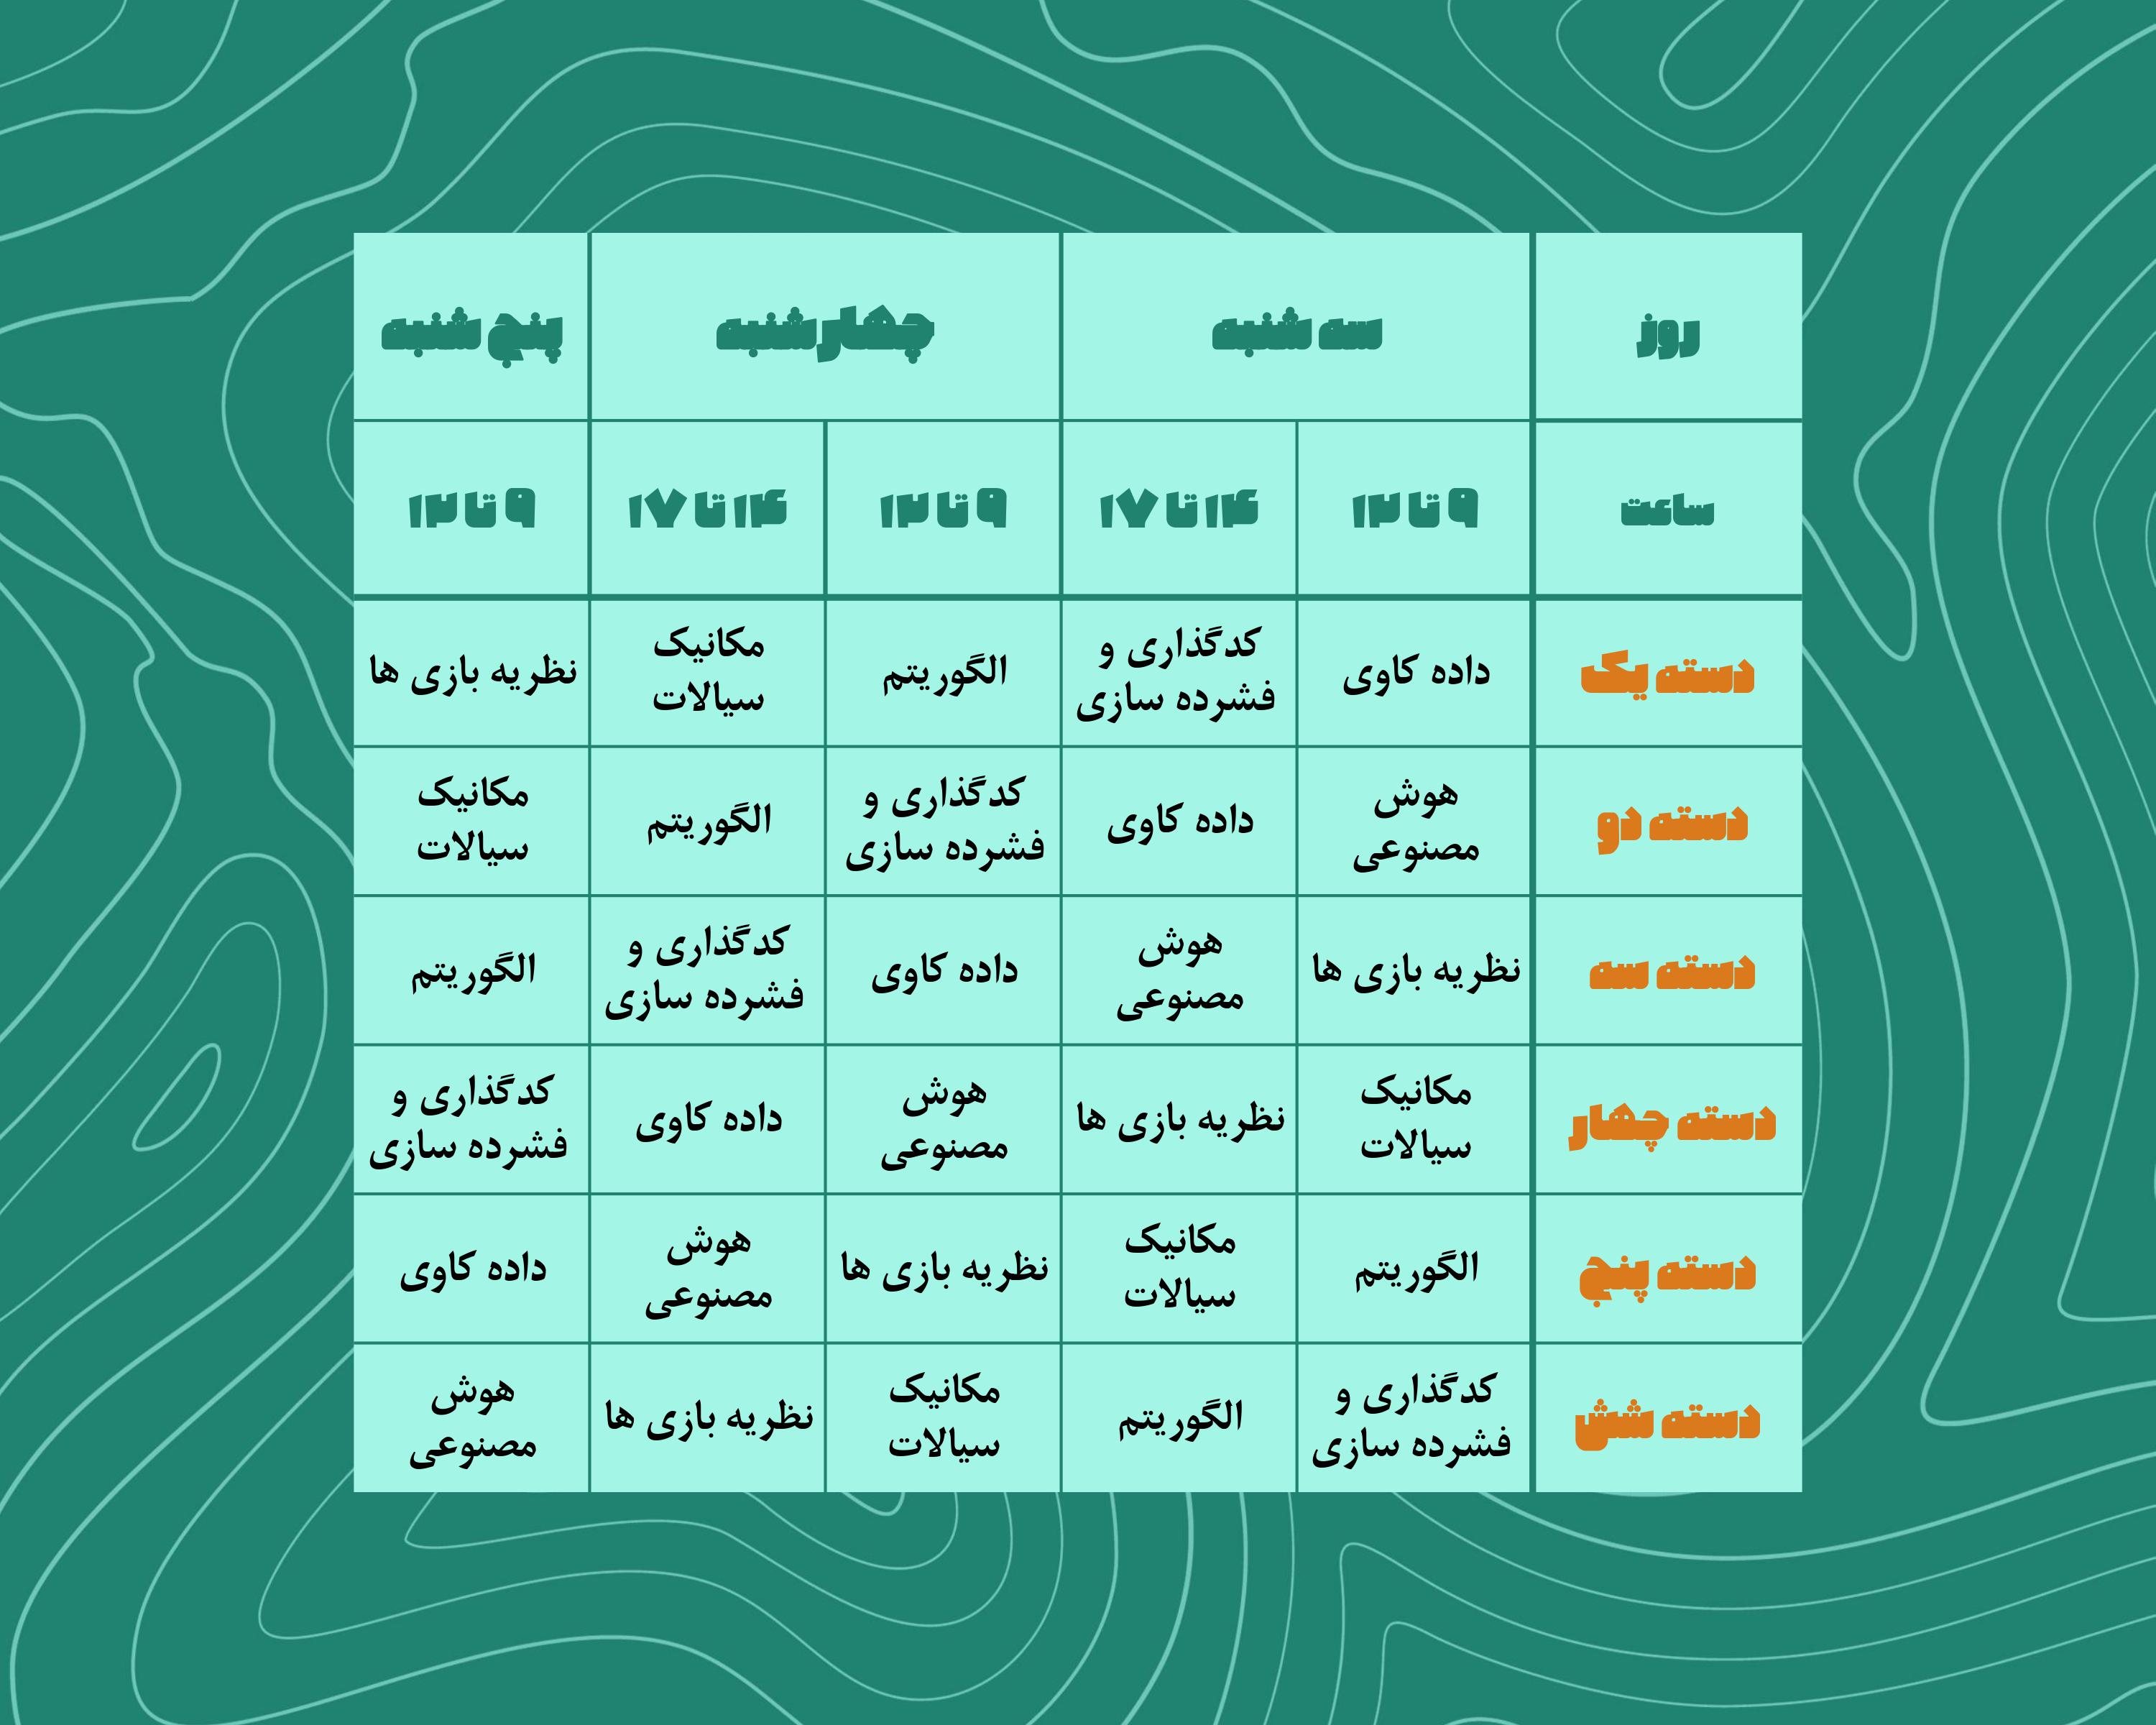 روز
سه شنبه
چهارشنبه
پنج شنبه
ساعت
۹ تا ۱۲
۱۴ تا ۱۷
۹ تا ۱۲
۱۴ تا ۱۷
۹ تا ۱۲
دسته یک
داده کاوی
کدگذاری و
فشرده سازی
الگوریتم
مکانیک
سیالات
نظریه بازی ها
دسته دو
هوش
مصنوعی
داده کاوی
کدگذاری و
فشرده سازی
الگوریتم
مکانیک
سیالات
دسته سه
نظریه بازی ها
هوش
مصنوعی
داده کاوی
کدگذاری و
فشرده سازی
الگوریتم
دسته چهار
مکانیک
سیالات
نظریه بازی ها
هوش
مصنوعی
داده کاوی
کدگذاری و
فشرده سازی
دسته پنج
الگوریتم
مکانیک
سیالات
نظریه بازی ها
هوش
مصنوعی
داده کاوی
دسته شش
کدگذاری و
فشرده سازی
الگوریتم
مکانیک
سیالات
نظریه بازی ها
هوش
مصنوعی